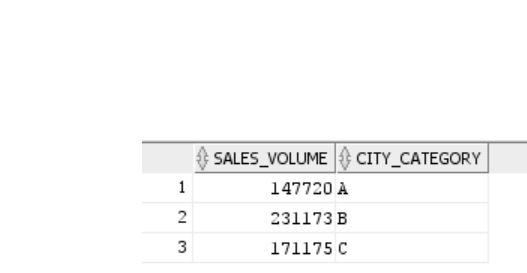 SALES_VOLUME CITY_CATEGORY
1 147720 A
2 231173 B
3 171175 C